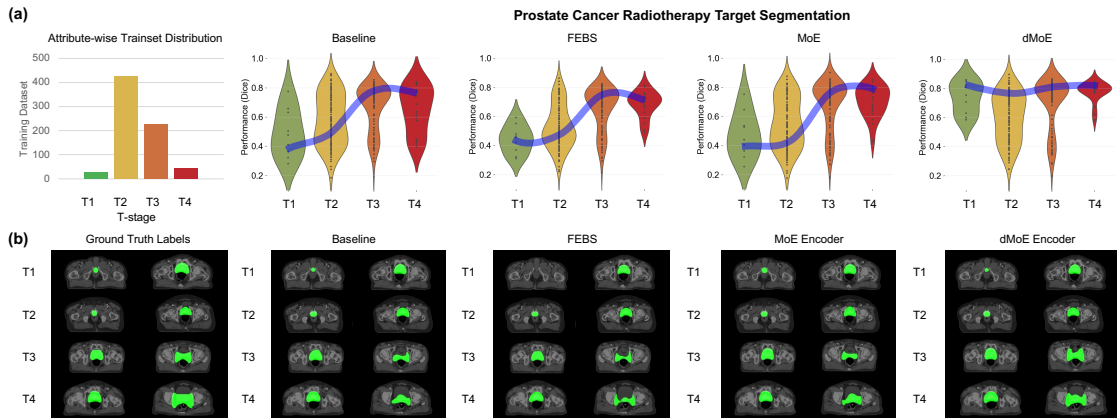 (a)
Prostate Cancer Radiotherapy Target Segmentation
Attribute-wise Trainset Distribution
Training Dataset
500
400
300
200
100
0
T1 T2 T3 T4
T-stage
Baseline
Performance (Dice)
1.0
0.8
0.6
0.4
0.2
T1 T2 T3 T4
FEBS
Performance (Dice)
1.0
0.8
0.6
0.4
0.2
T1 T2 T3 T4
MoE
Performance (Dice)
1.0
0.8
0.6
0.4
0.2
T1 T2 T3 T4
dMoE
Performance (Dice)
1.0
0.8
0.6
0.4
0.2
T1 T2 T3 T4
(b)
Ground Truth Labels
T1
T2
T3
T4
Baseline
T1
T2
T3
T4
FEBS
T1
T2
T3
T4
MoE Encoder
T1
T2
T3
T4
dMoE Encoder
T1
T2
T3
T4